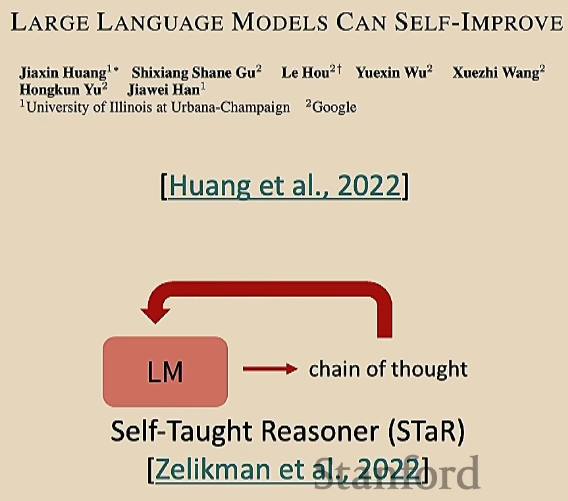 LARGE LANGUAGE MODELS CAN SELF-IMPROVE
Jiaxin Huang¹* Shixiang Shane Gu² Le Hou²† Yuexin Wu² Xuezhi Wang²
Hongkun Yu² Jiawei Han¹
¹University of Illinois at Urbana-Champaign ²Google
[Huang et al., 2022]
LM
chain of thought
Self-Taught Reasoner (STaR)
[Zelikman et al., 2022]
Stanford